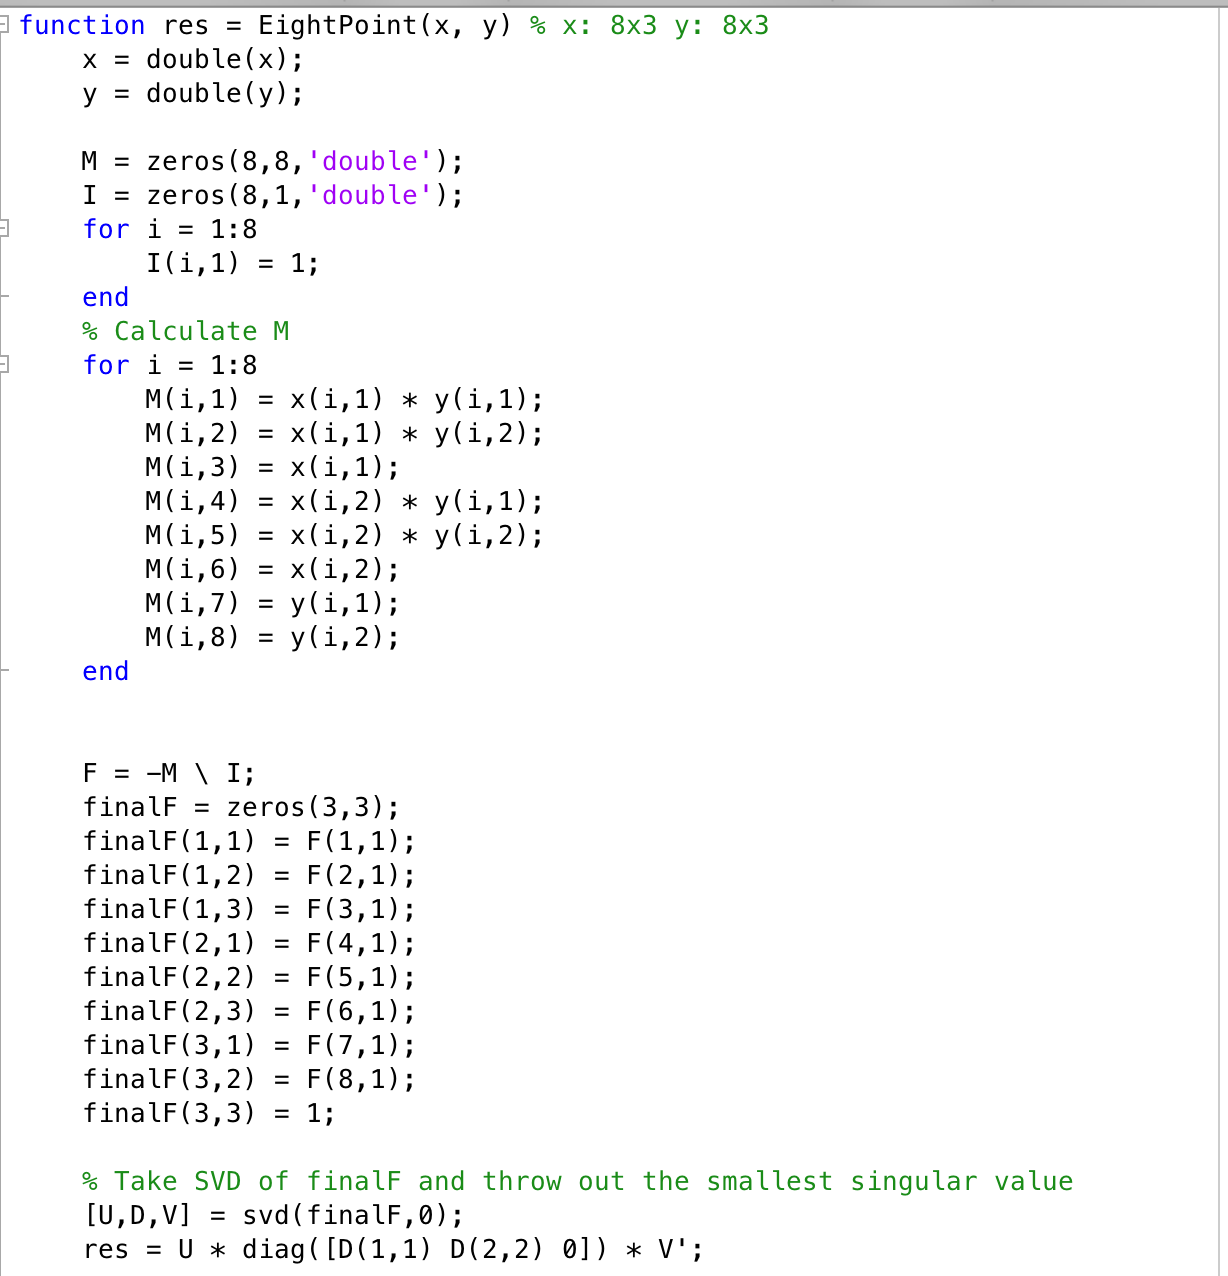 function res = EightPoint(x, y) % x: 8x3 y: 8x3
    x = double(x);
    y = double(y);

    M = zeros(8,8,'double');
    I = zeros(8,1,'double');
    for i = 1:8
        I(i,1) = 1;
    end
    % Calculate M
    for i = 1:8
        M(i,1) = x(i,1) * y(i,1);
        M(i,2) = x(i,1) * y(i,2);
        M(i,3) = x(i,1);
        M(i,4) = x(i,2) * y(i,1);
        M(i,5) = x(i,2) * y(i,2);
        M(i,6) = x(i,2);
        M(i,7) = y(i,1);
        M(i,8) = y(i,2);
    end


    F = -M \ I;
    finalF = zeros(3,3);
    finalF(1,1) = F(1,1);
    finalF(1,2) = F(2,1);
    finalF(1,3) = F(3,1);
    finalF(2,1) = F(4,1);
    finalF(2,2) = F(5,1);
    finalF(2,3) = F(6,1);
    finalF(3,1) = F(7,1);
    finalF(3,2) = F(8,1);
    finalF(3,3) = 1;

    % Take SVD of finalF and throw out the smallest singular value
    [U,D,V] = svd(finalF,0);
    res = U * diag([D(1,1) D(2,2) 0]) * V';